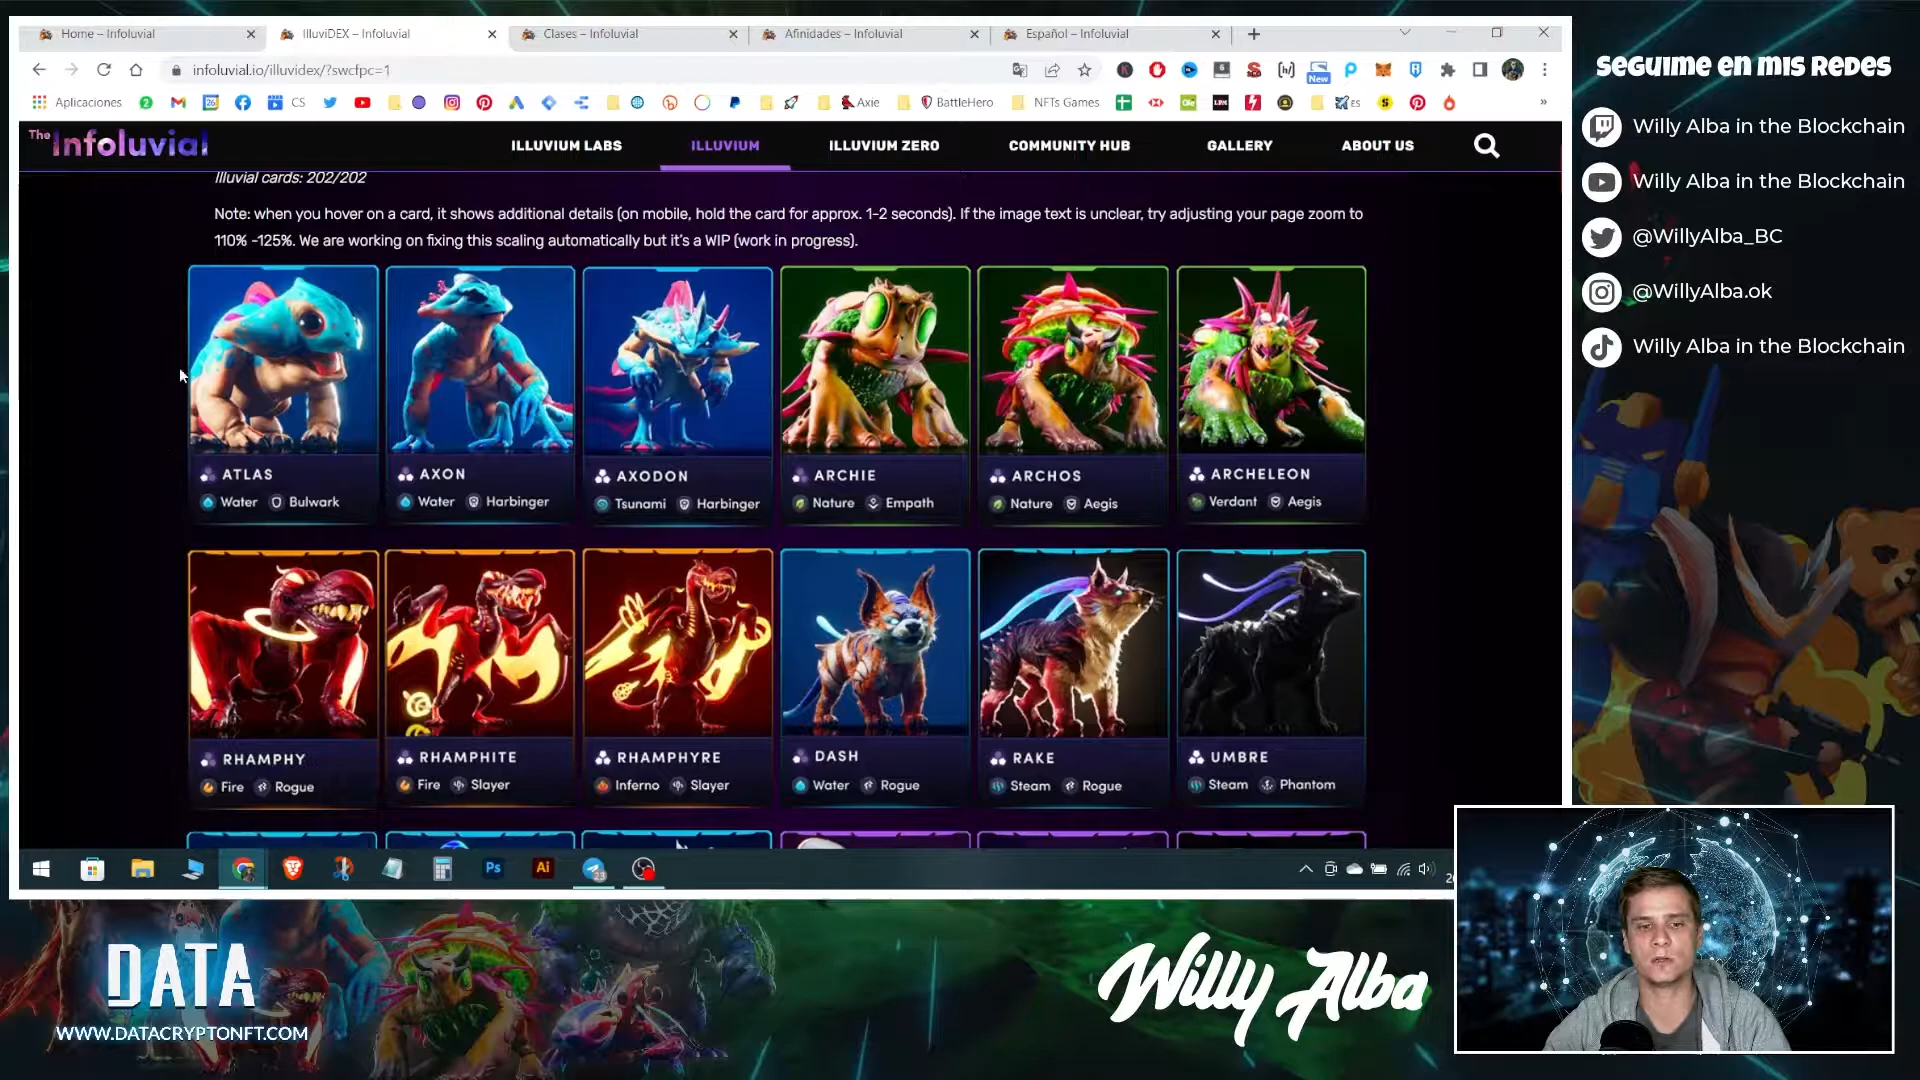 Home – Infoluvial
IlluviDEX – Infoluvial
Clases – Infoluvial
Afinidades – Infoluvial
Español – Infoluvial
infoluvial.io/illuvidex/?swcfpc=1
New
Aplicaciones
CS
Axie
BattleHero
NFTs Games
ES
The Infoluvial
ILLUVIUM LABS
ILLUVIUM
ILLUVIUM ZERO
COMMUNITY HUB
GALLERY
ABOUT US
Illuvial cards: 202/202
Note: when you hover on a card, it shows additional details (on mobile, hold the card for approx. 1-2 seconds). If the image text is unclear, try adjusting your page zoom to
110% -125%. We are working on fixing this scaling automatically but it's a WIP (work in progress).
ATLAS
Water Bulwark
AXON
Water Harbinger
AXODON
Tsunami Harbinger
ARCHIE
Nature Empath
ARCHOS
Nature Aegis
ARCHELEON
Verdant Aegis
RHAMPHY
Fire Rogue
RHAMPHITE
Fire Slayer
RHAMPHYRE
Inferno Slayer
DASH
Water Rogue
RAKE
Steam Rogue
UMBRE
Steam Phantom
Ps
Ai
23
SEGUIME EN MIS REDES
Willy Alba in the Blockchain
Willy Alba in the Blockchain
@WillyAlba_BC
@WillyAlba.ok
Willy Alba in the Blockchain
DATA
WWW.DATACRYPTONFT.COM
Willy Alba